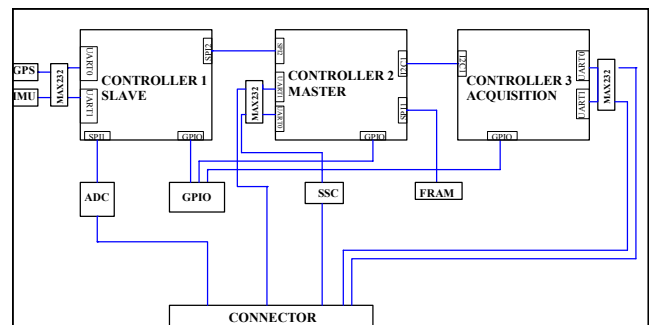 GPS
IMU
MAX232
UART0
UART1
SPI2
CONTROLLER 1
SLAVE
SPI1
GPIO
MAX232
SPI2
UART1
UART0
CONTROLLER 2
MASTER
I2C1
SPI1
GPIO
I2C1
CONTROLLER 3
ACQUISITION
UART0
UART1
MAX232
GPIO
ADC
GPIO
SSC
FRAM
CONNECTOR